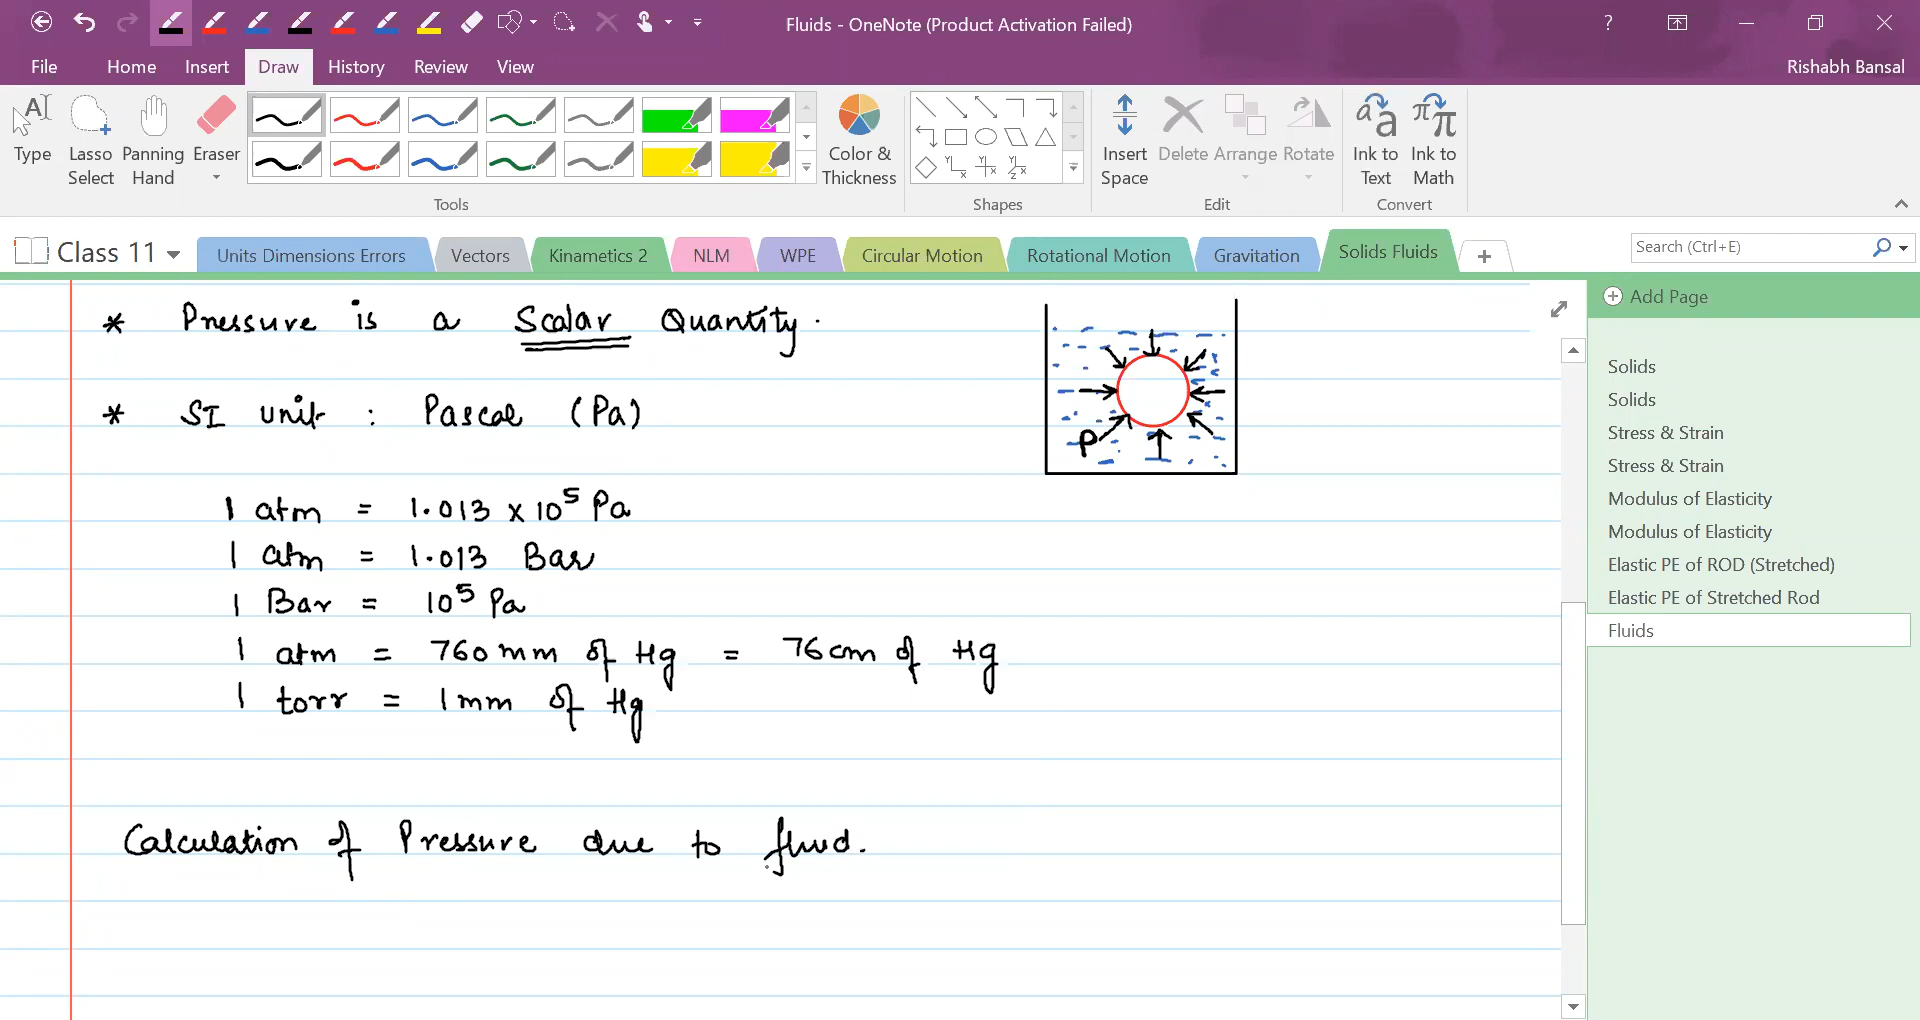 Fluids - OneNote (Product Activation Failed)
?
File Home Insert Draw History Review View
Rishabh Bansal
Type
Lasso Select
Panning Hand
Eraser
Color & Thickness
Insert Space
Delete
Arrange
Rotate
Ink to Text
Ink to Math
Tools
Shapes
Edit
Convert
Class 11
Units Dimensions Errors
Vectors
Kinametics 2
NLM
WPE
Circular Motion
Rotational Motion
Gravitation
Solids Fluids
Search (Ctrl+E)
* Pressure is a Scalar Quantity.
* SI unit : Pascal (Pa)
P
1 atm = 1.013 × 10⁵ Pa
1 atm = 1.013 Bar
1 Bar = 10⁵ Pa
1 atm = 760 mm of Hg = 76 cm of Hg
1 torr = 1 mm of Hg
Calculation of Pressure due to fluid.
Add Page
Solids
Solids
Stress & Strain
Stress & Strain
Modulus of Elasticity
Modulus of Elasticity
Elastic PE of ROD (Stretched)
Elastic PE of Stretched Rod
Fluids